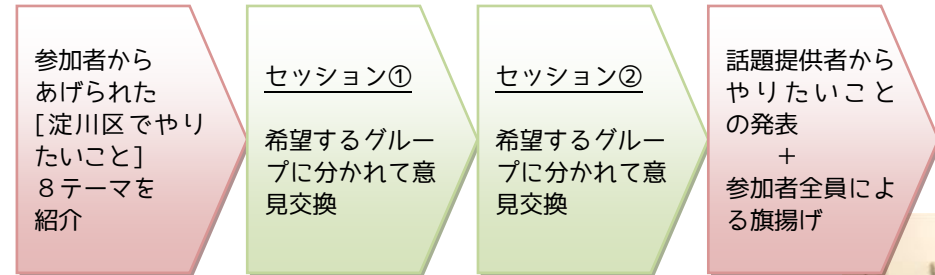 参加者から
あげられた
[淀川区でやり
たいこと]
８テーマを
紹介
セッション①
希望するグルー
プに分かれて意
見交換
セッション②
希望するグルー
プに分かれて意
見交換
話題提供者から
やりたいこと
の発表
＋
参加者全員によ
る旗揚げ